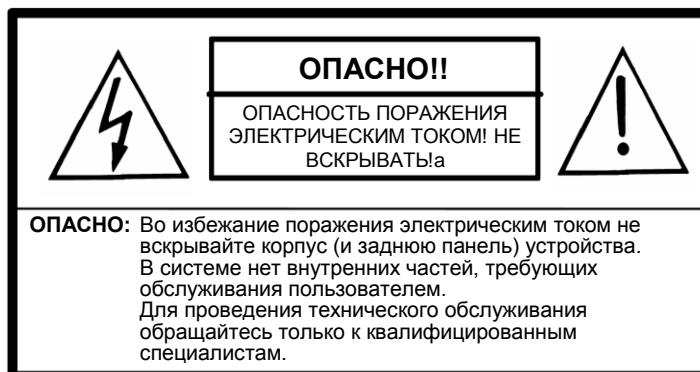 ОПАСНО!!
ОПАСНОСТЬ ПОРАЖЕНИЯ
ЭЛЕКТРИЧЕСКИМ ТОКОМ! НЕ
ВСКРЫВАТЬ!а
ОПАСНО: Во избежание поражения электрическим током не
вскрывайте корпус (и заднюю панель) устройства.
В системе нет внутренних частей, требующих
обслуживания пользователем.
Для проведения технического обслуживания
обращайтесь только к квалифицированным
специалистам.